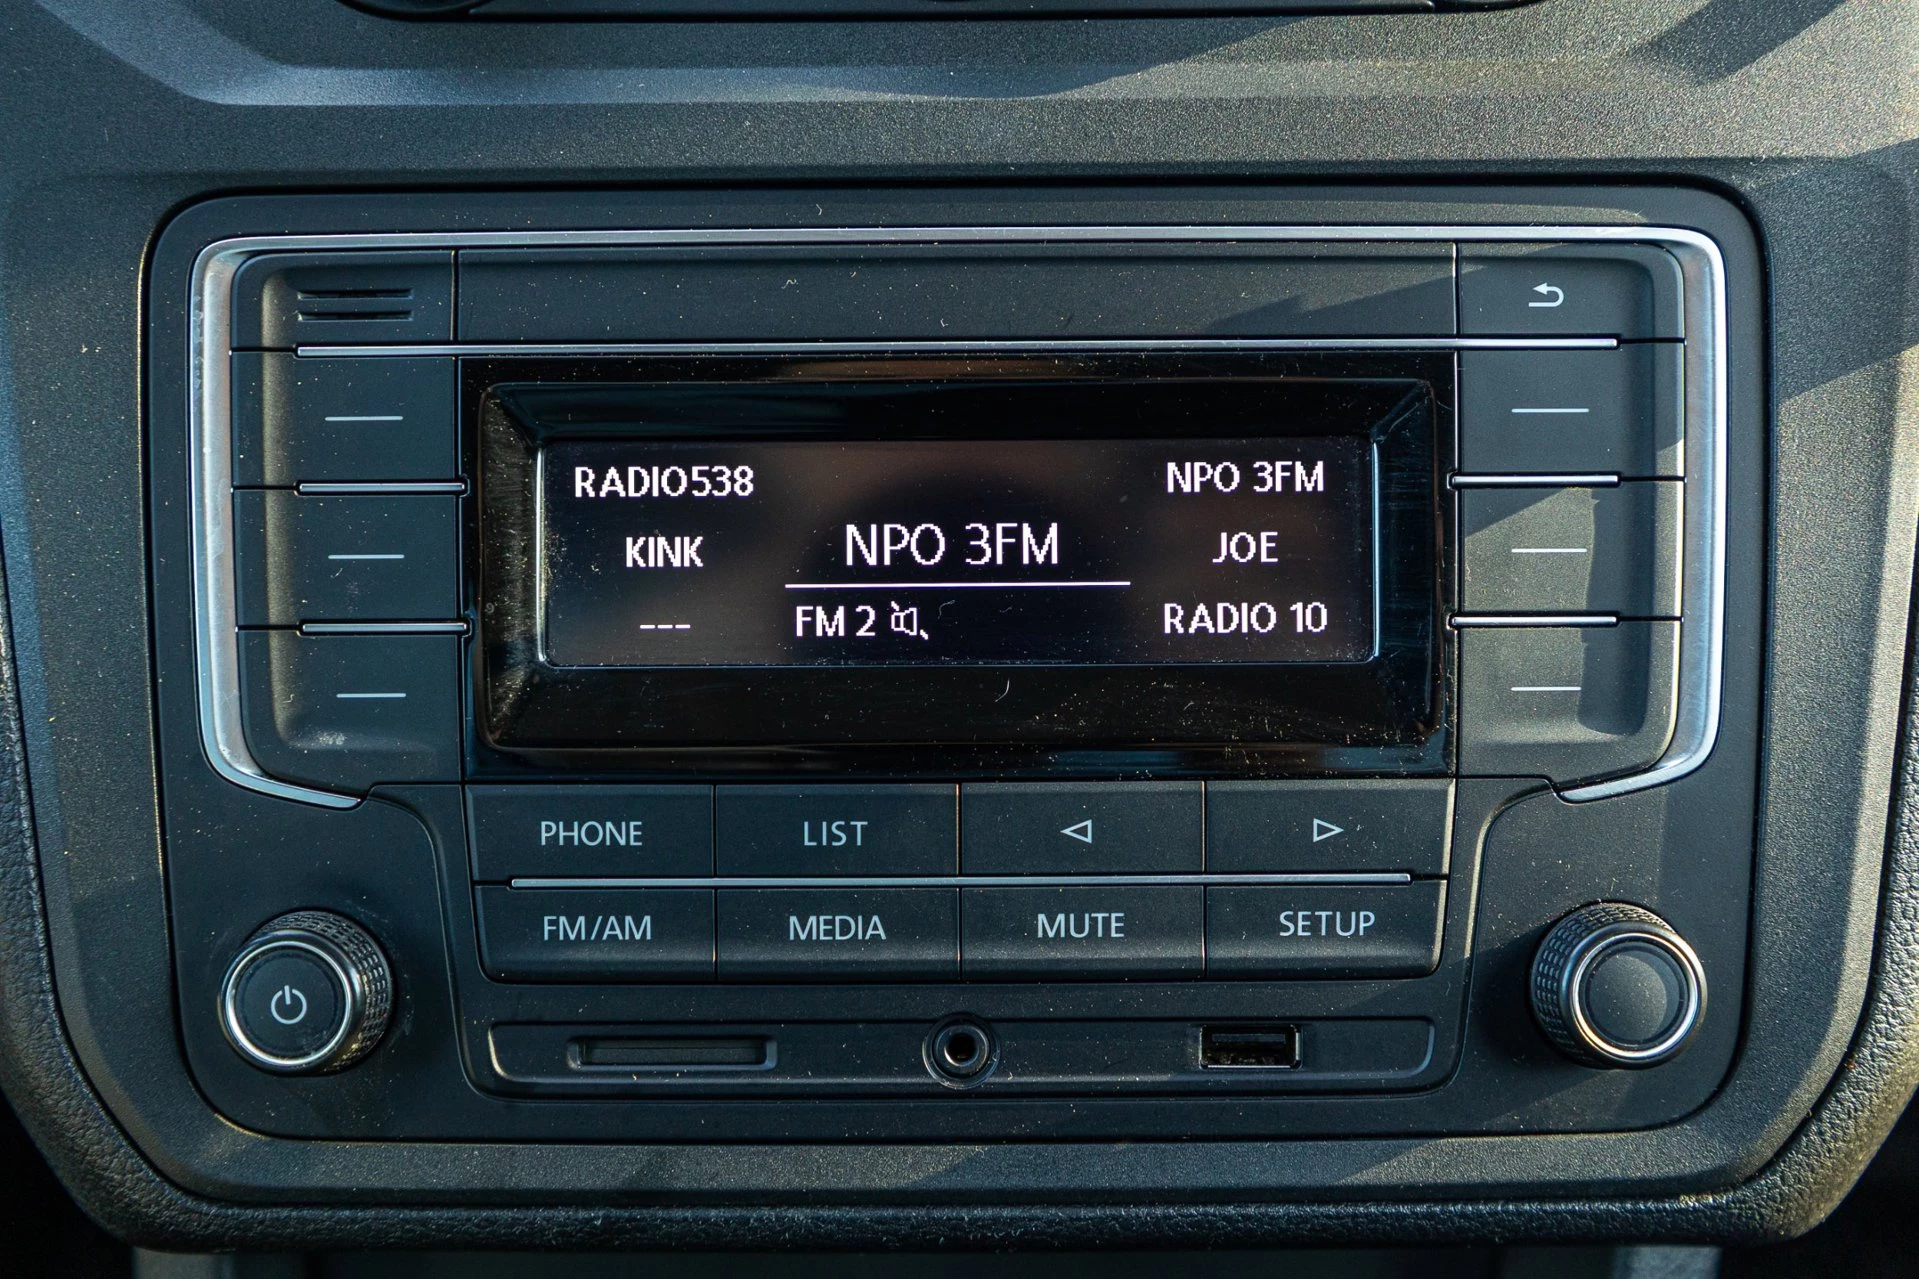 RADIO538
NPO 3FM
KINK
NPO 3FM
JOE
---
FM 2
RADIO 10
PHONE
LIST
FM/AM
MEDIA
MUTE
SETUP